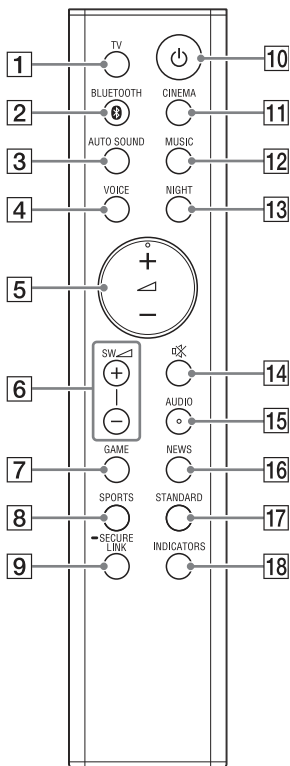 TV
1
10
BLUETOOTH
CINEMA
2
11
AUTO SOUND
MUSIC
3
12
VOICE
NIGHT
4
13
+
5
−
SW
+
14
6
AUDIO
−
15
GAME
NEWS
7
16
SPORTS
STANDARD
8
17
SECURE
LINK
INDICATORS
9
18